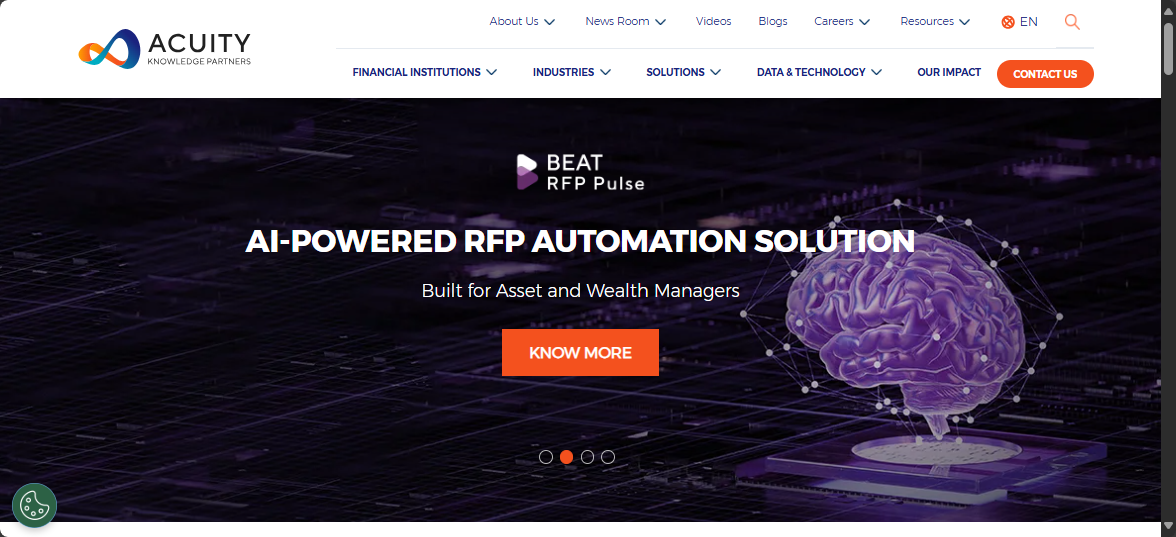 About Us
News Room
Videos
Blogs
Careers
Resources
EN
ACUITY
KNOWLEDGE PARTNERS
FINANCIAL INSTITUTIONS
INDUSTRIES
SOLUTIONS
DATA & TECHNOLOGY
OUR IMPACT
CONTACT US
BEAT
RFP Pulse
AI-POWERED RFP AUTOMATION SOLUTION
Built for Asset and Wealth Managers
KNOW MORE